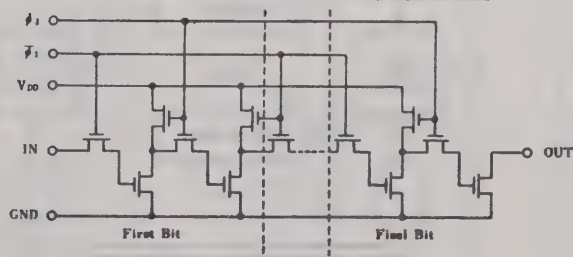 ϕ1
ϕ̅1
VDD
IN
OUT
GND
First Bit
Final Bit